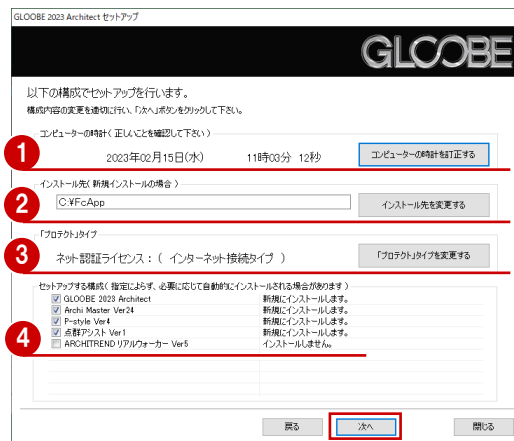 GLOOBE 2023 Architect セットアップ
GLOOBE
以下の構成でセットアップを行います。
構成内容の変更を適切に行い、「次へ」ボタンをクリックして下さい。
コンピューターの時計( 正しいことを確認して下さい )
1 2023年02月15日(水) 11時03分 12秒 コンピューターの時計を訂正する
インストール先( 新規インストールの場合 )
2 C:¥FcApp インストール先を変更する
「プロテクト」タイプ
3 ネット認証ライセンス : ( インターネット接続タイプ ) 「プロテクト」タイプを変更する
セットアップする構成( 指定によらず、必要に応じて自動的にインストールされる場合があります )
GLOOBE 2023 Architect 新規にインストールします。
Archi Master Ver24 新規にインストールします。
P-style Ver4 新規にインストールします。
点群アシスト Ver1 新規にインストールします。
4 ARCHITREND リアルウォーカー Ver5 インストールしません。
戻る 次へ 閉じる